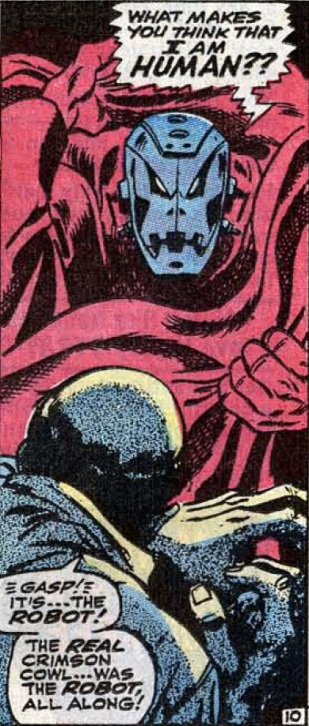 WHAT MAKES
YOU THINK THAT
I AM
HUMAN??
GASP!
IT'S...THE
ROBOT!
THE REAL
CRIMSON
COWL...WAS
THE ROBOT,
ALL ALONG!
10